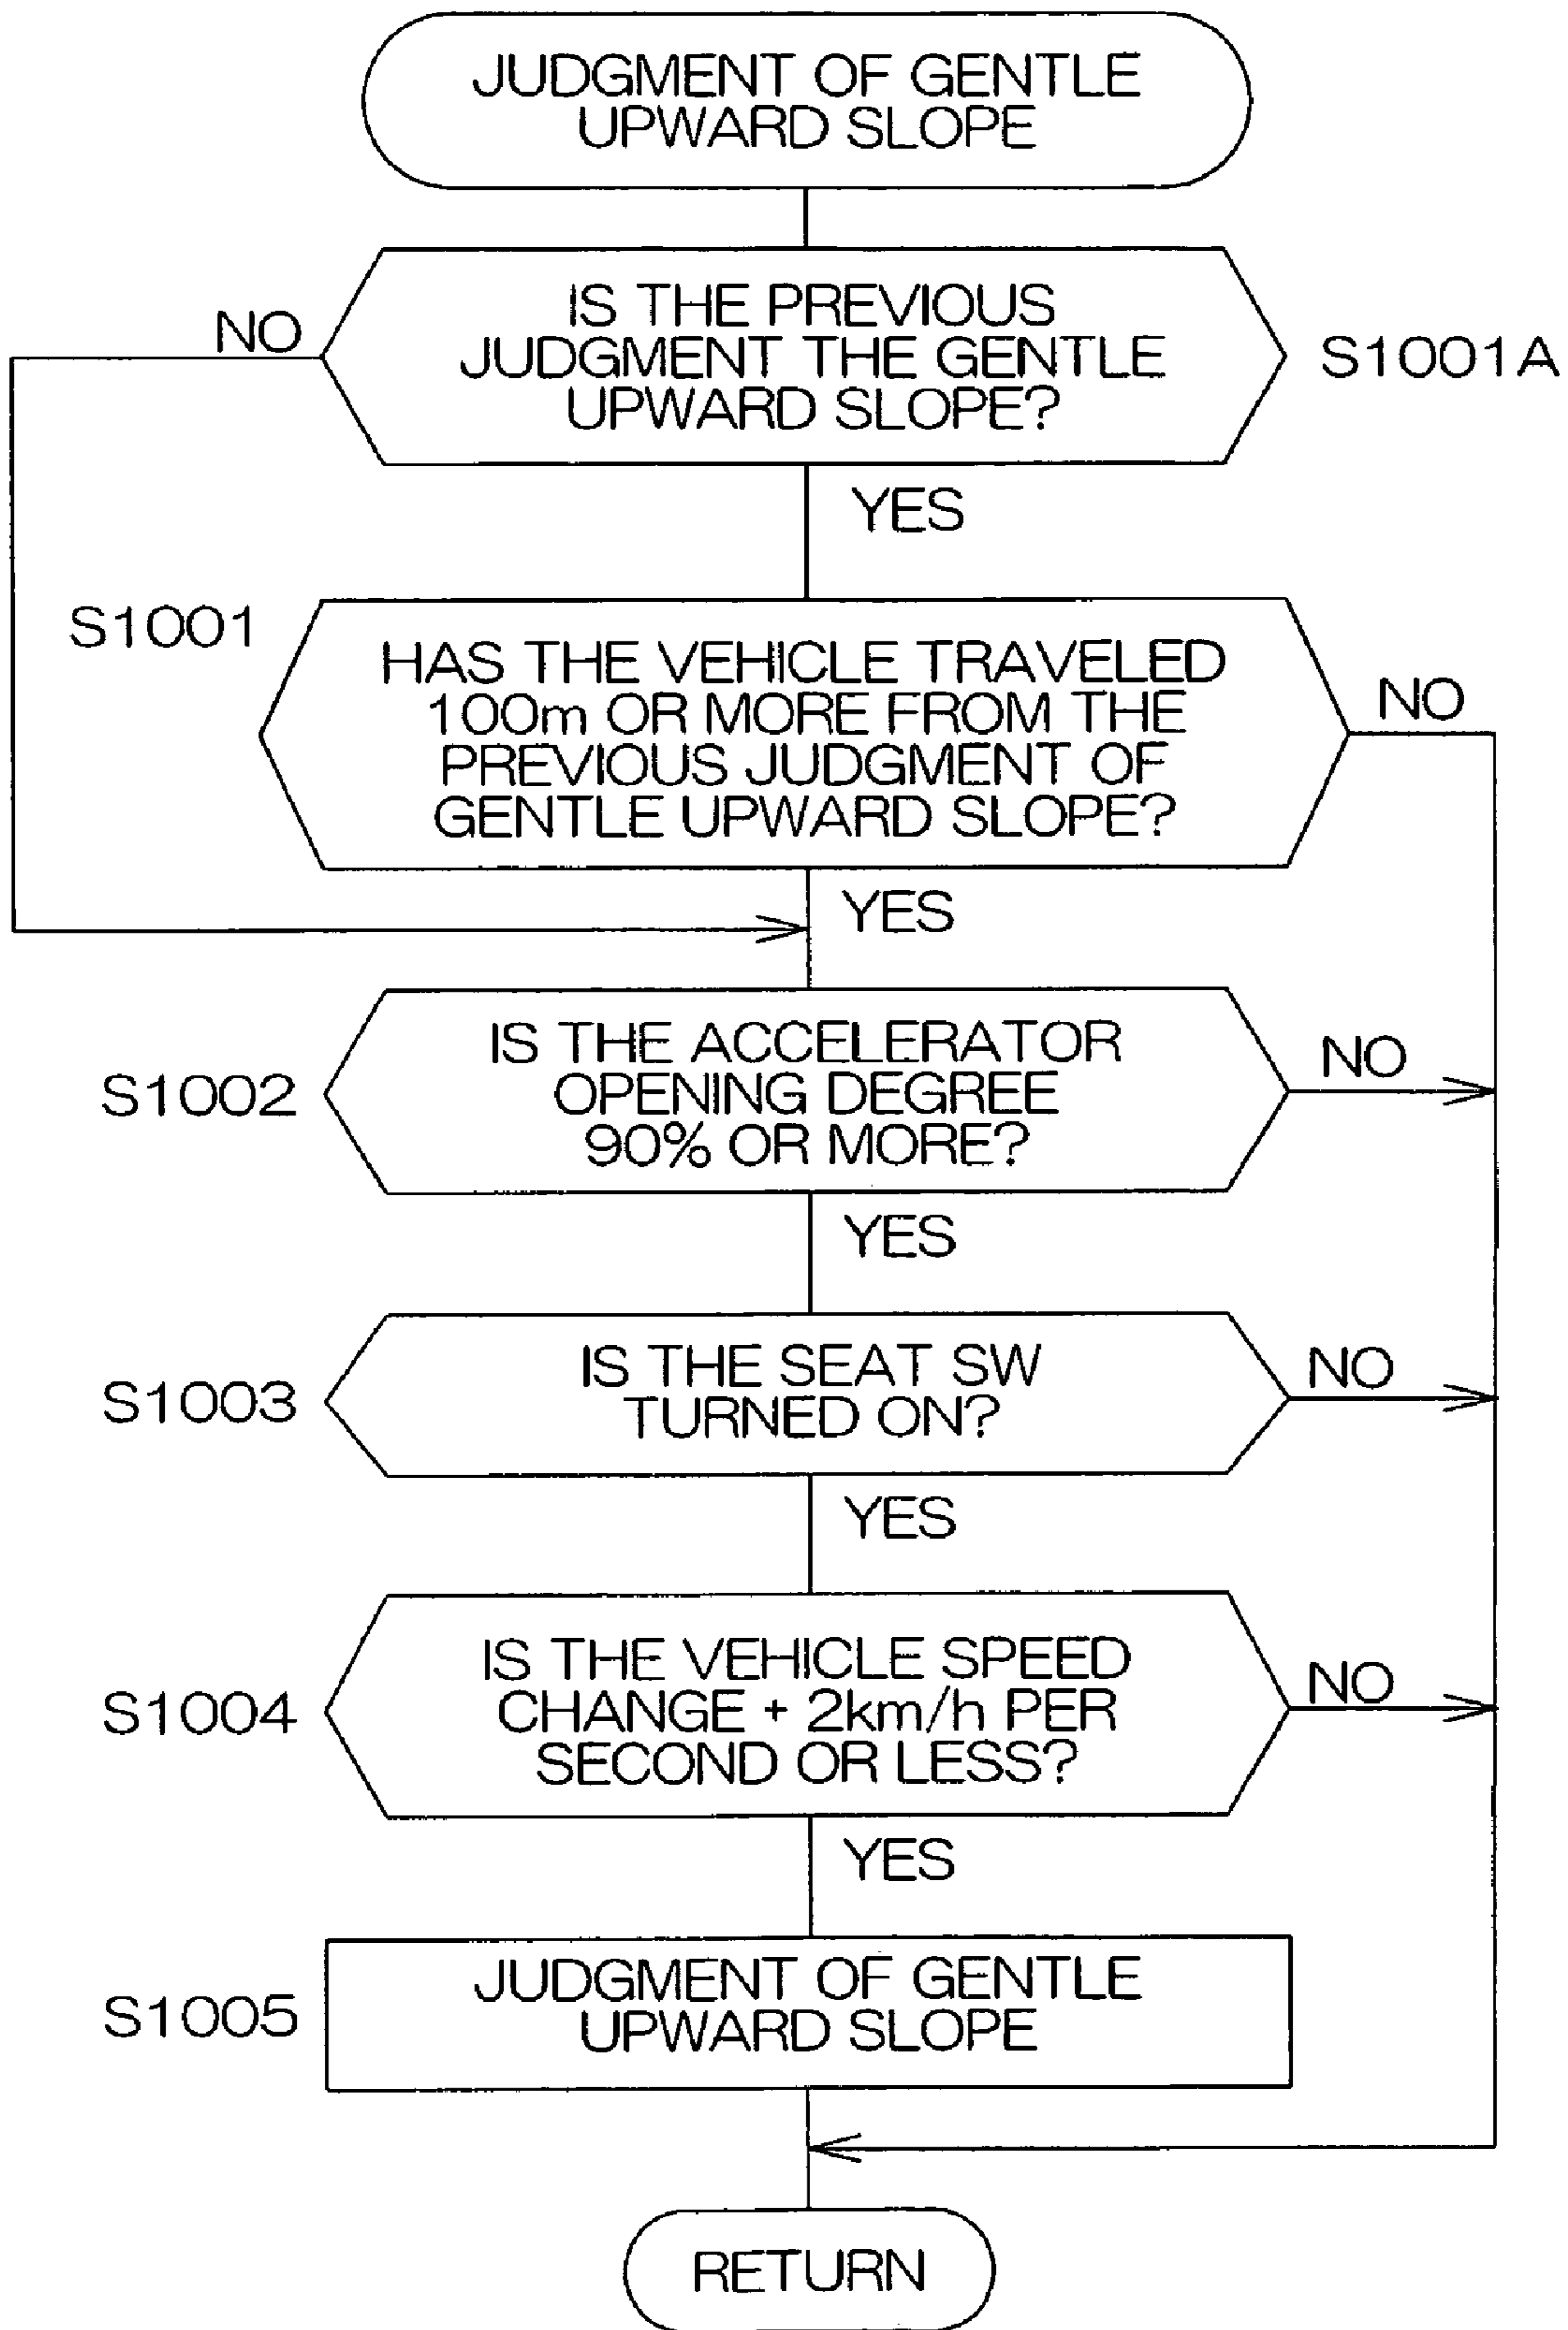 JUDGMENT OF GENTLE
UPWARD SLOPE
IS THE PREVIOUS
JUDGMENT THE GENTLE
UPWARD SLOPE?
NO
S1001A
YES
S1001
HAS THE VEHICLE TRAVELED
100m OR MORE FROM THE
PREVIOUS JUDGMENT OF
GENTLE UPWARD SLOPE?
NO
YES
S1002
IS THE ACCELERATOR
OPENING DEGREE
90% OR MORE?
NO
YES
S1003
IS THE SEAT SW
TURNED ON?
NO
YES
S1004
IS THE VEHICLE SPEED
CHANGE + 2km/h PER
SECOND OR LESS?
NO
YES
S1005
JUDGMENT OF GENTLE
UPWARD SLOPE
RETURN